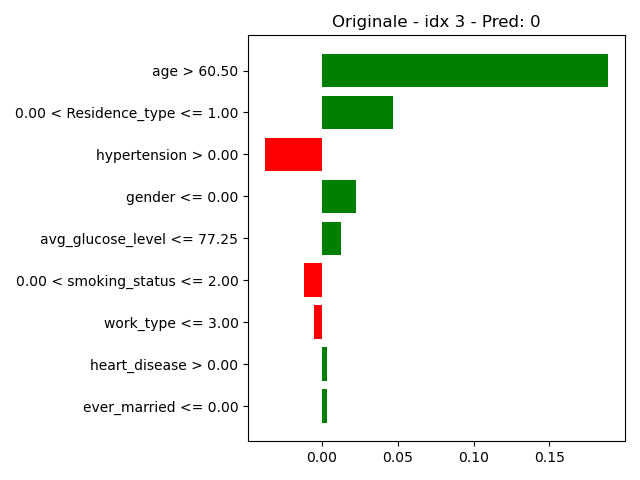 Originale - idx 3 - Pred: 0
age > 60.50
0.00 < Residence_type <= 1.00
hypertension > 0.00
gender <= 0.00
avg_glucose_level <= 77.25
0.00 < smoking_status <= 2.00
work_type <= 3.00
heart_disease > 0.00
ever_married <= 0.00
0.00 0.05 0.10 0.15